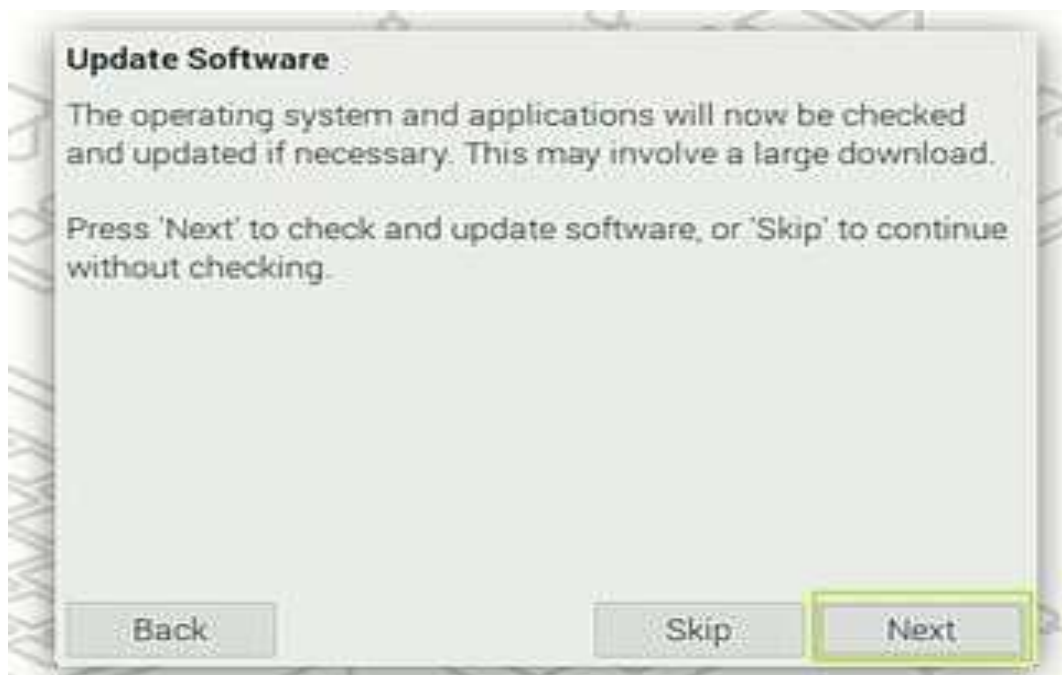 Update Software
The operating system and applications will now be checked
and updated if necessary. This may involve a large download.
Press 'Next' to check and update software, or 'Skip' to continue
without checking.
Back
Skip
Next